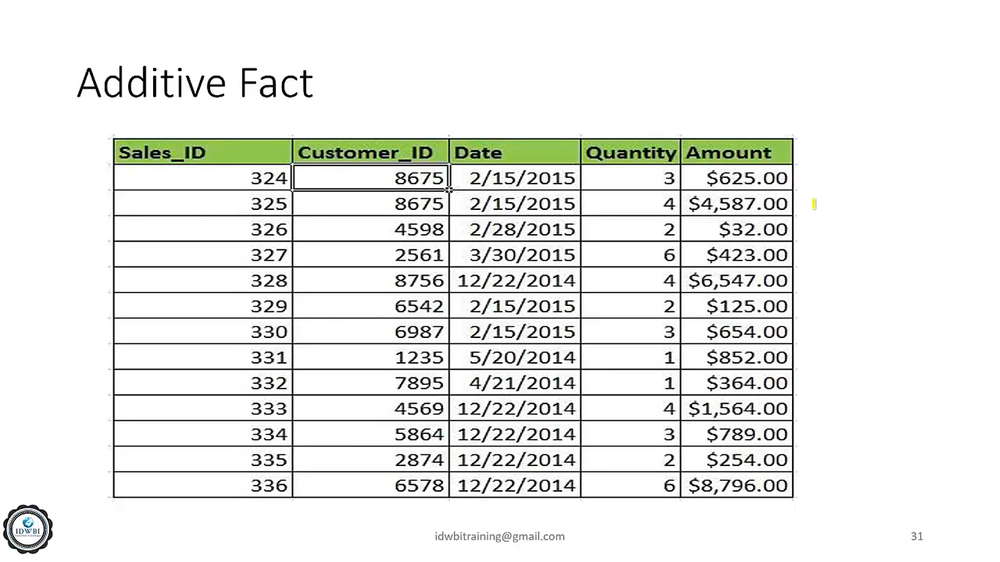 Additive Fact
Sales_ID Customer_ID Date Quantity Amount
324 8675 2/15/2015 3 $625.00
325 8675 2/15/2015 4 $4,587.00
326 4598 2/28/2015 2 $32.00
327 2561 3/30/2015 6 $423.00
328 8756 12/22/2014 4 $6,547.00
329 6542 2/15/2015 2 $125.00
330 6987 2/15/2015 3 $654.00
331 1235 5/20/2014 1 $852.00
332 7895 4/21/2014 1 $364.00
333 4569 12/22/2014 4 $1,564.00
334 5864 12/22/2014 3 $789.00
335 2874 12/22/2014 2 $254.00
336 6578 12/22/2014 6 $8,796.00
IDWBI
idwbitraining@gmail.com
31